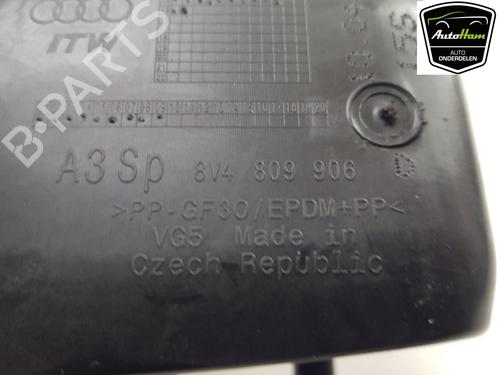 AutoHam
AUTO
ONDERDELEN
ITW
B-PARTS
A3Sp 8V4 809 906
>PP-GF30/EPDM+PP<
VG5 Made in
Czech Republic